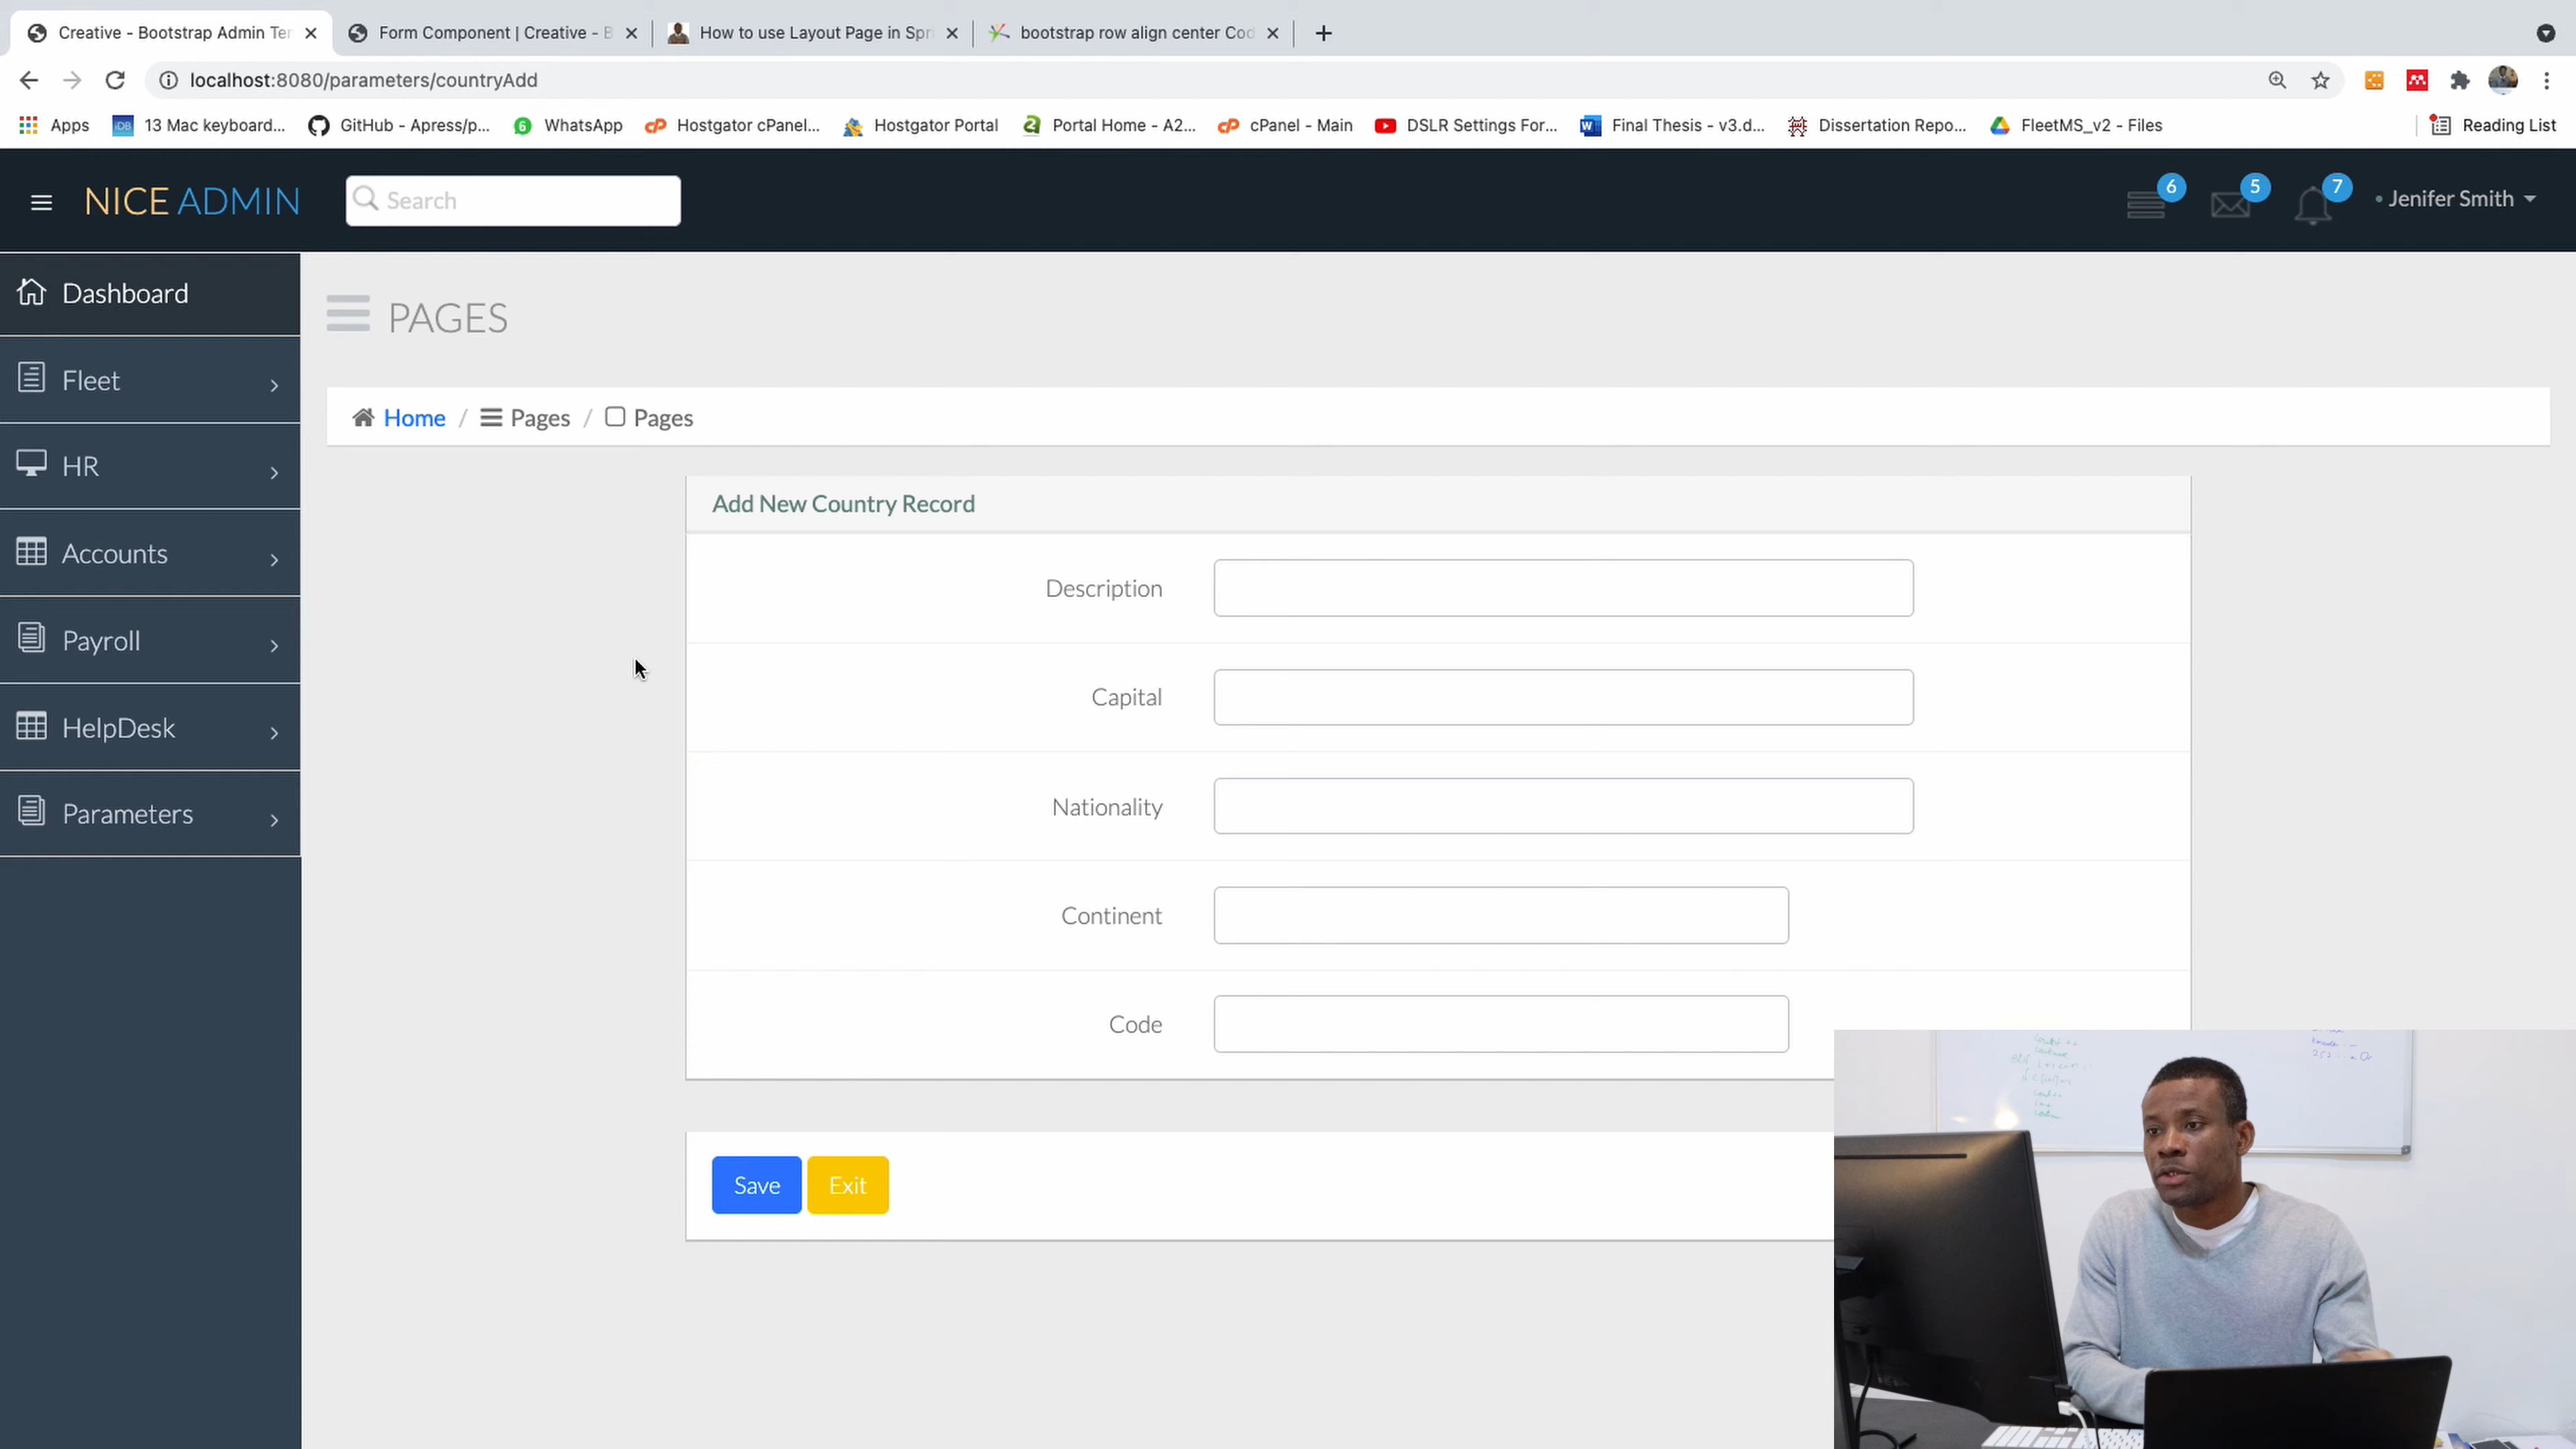 Creative - Bootstrap Admin Ter
Form Component | Creative - B
How to use Layout Page in Spri
bootstrap row align center Cod
localhost:8080/parameters/countryAdd
Apps
13 Mac keyboard...
GitHub - Apress/p...
6
WhatsApp
Hostgator cPanel...
Hostgator Portal
Portal Home - A2...
cPanel - Main
DSLR Settings For...
Final Thesis - v3.d...
Dissertation Repo...
FleetMS_v2 - Files
Reading List
NICE ADMIN
Search
6
5
7
Jenifer Smith
Dashboard
Fleet
HR
Accounts
Payroll
HelpDesk
Parameters
PAGES
Home / Pages / Pages
Add New Country Record
Description
Capital
Nationality
Continent
Code
Save
Exit